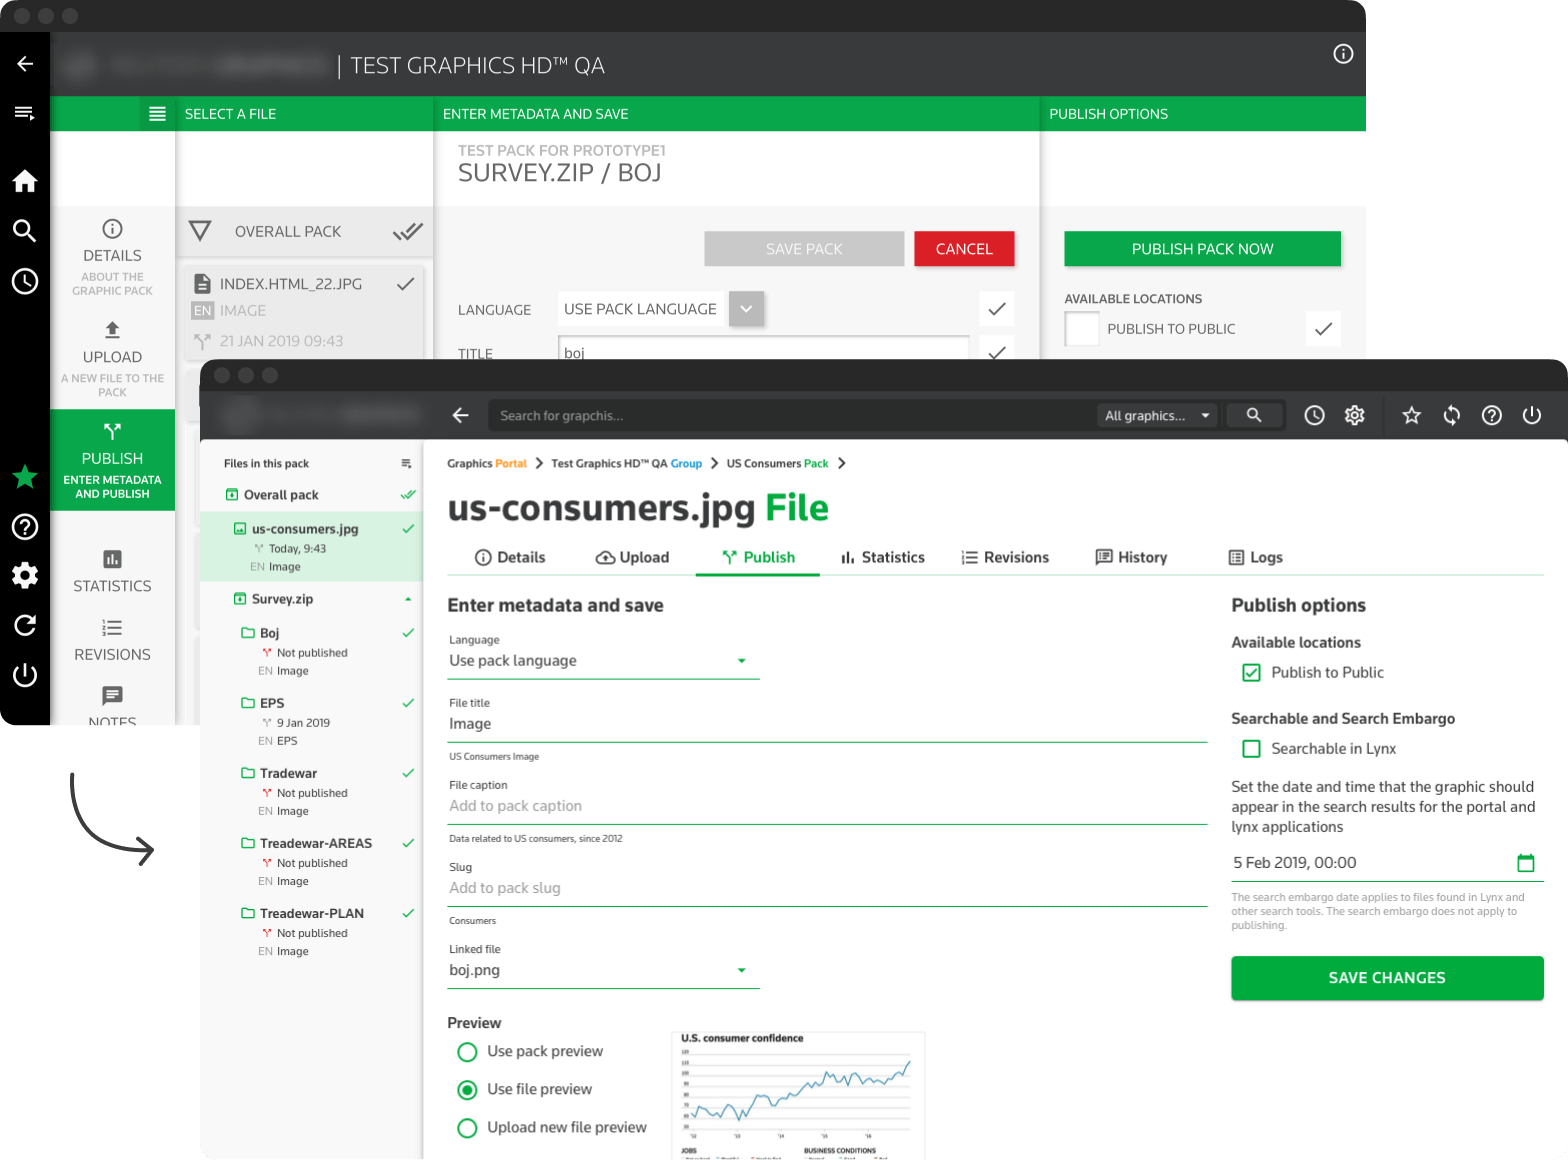 | TEST GRAPHICS HD™ QA
SELECT A FILE
ENTER METADATA AND SAVE
PUBLISH OPTIONS
TEST PACK FOR PROTOTYPE1
SURVEY.ZIP / BOJ
DETAILS
ABOUT THE
GRAPHIC PACK
UPLOAD
A NEW FILE TO THE
PACK
PUBLISH
ENTER METADATA
AND PUBLISH
STATISTICS
REVISIONS
NOTES
OVERALL PACK
INDEX.HTML_22.JPG
EN IMAGE
21 JAN 2019 09:43
SAVE PACK
CANCEL
LANGUAGE
USE PACK LANGUAGE
TITLE
boj
PUBLISH PACK NOW
AVAILABLE LOCATIONS
PUBLISH TO PUBLIC
Search for grapchis...
All graphics...
Files in this pack
Overall pack
us-consumers.jpg
Today, 9:43
EN Image
Survey.zip
Boj
Not published
EN Image
EPS
9 Jan 2019
EN EPS
Tradewar
Not published
EN Image
Treadewar-AREAS
Not published
EN Image
Treadewar-PLAN
Not published
EN Image
Graphics Portal
Test Graphics HD™ QA Group
US Consumers Pack
us-consumers.jpg File
Details
Upload
Publish
Statistics
Revisions
History
Logs
Enter metadata and save
Language
Use pack language
File title
Image
US Consumers Image
File caption
Add to pack caption
Data related to US consumers, since 2012
Slug
Add to pack slug
Consumers
Linked file
boj.png
Preview
Use pack preview
Use file preview
Upload new file preview
U.S. consumer confidence
JOBS
BUSINESS CONDITIONS
Publish options
Available locations
Publish to Public
Searchable and Search Embargo
Searchable in Lynx
Set the date and time that the graphic should
appear in the search results for the portal and
lynx applications
5 Feb 2019, 00:00
The search embargo date applies to files found in Lynx and
other search tools. The search embargo does not apply to
publishing.
SAVE CHANGES